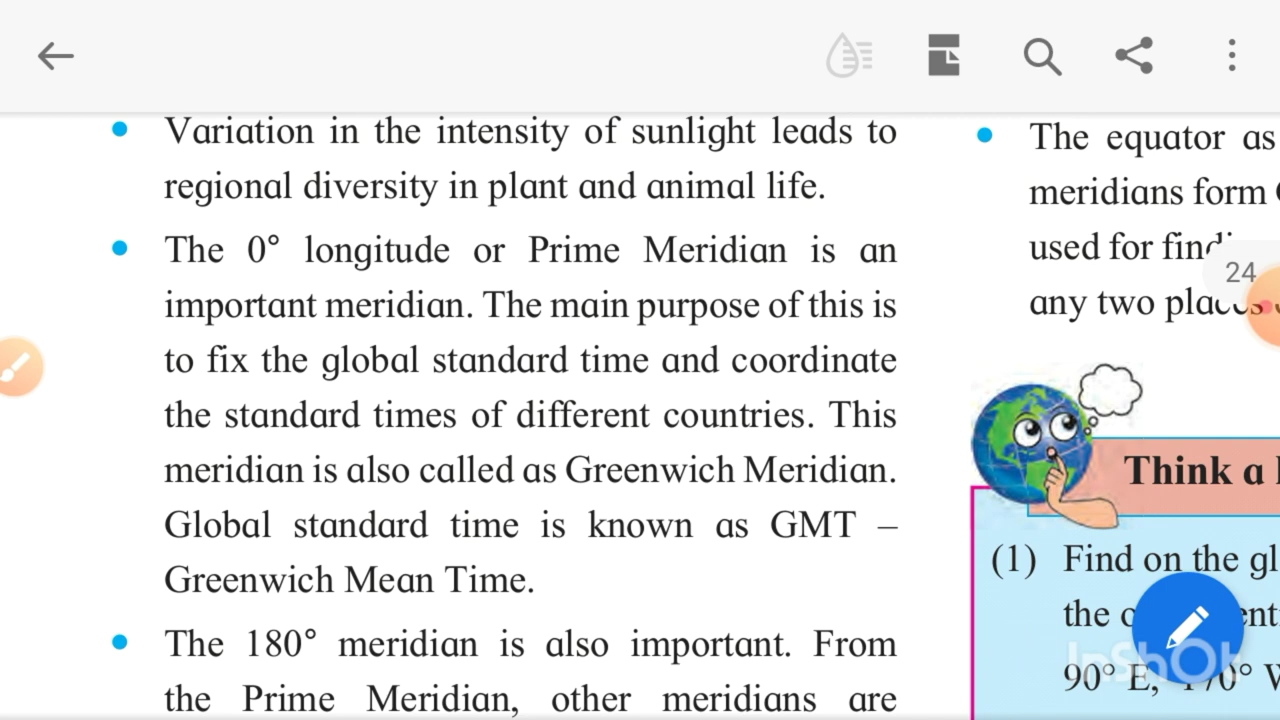 Variation in the intensity of sunlight leads to
regional diversity in plant and animal life.
The 0° longitude or Prime Meridian is an
important meridian. The main purpose of this is
to fix the global standard time and coordinate
the standard times of different countries. This
meridian is also called as Greenwich Meridian.
Global standard time is known as GMT –
Greenwich Mean Time.
The 180° meridian is also important. From
the Prime Meridian, other meridians are
The equator as
meridians form
used for
any two places
24
Think a
(1) Find on the
the
90° E, 170° W
InShOt